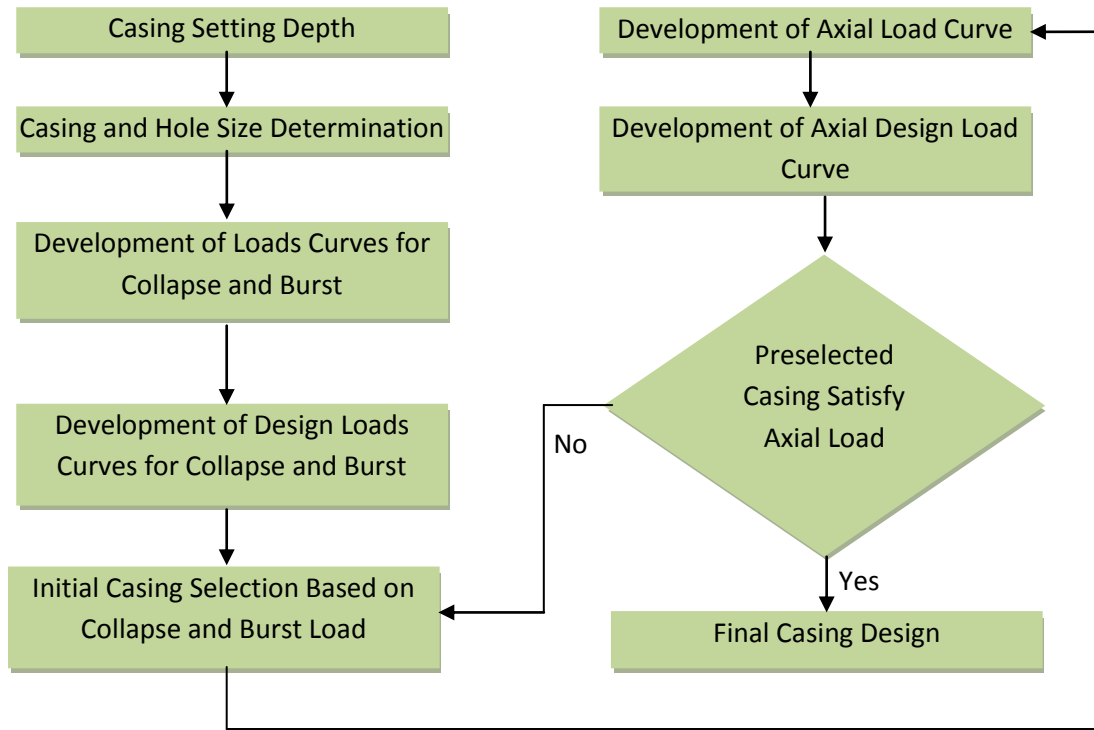 Casing Setting Depth
Casing and Hole Size Determination
Development of Loads Curves for
Collapse and Burst
Development of Design Loads
Curves for Collapse and Burst
Initial Casing Selection Based on
Collapse and Burst Load
Development of Axial Load Curve
Development of Axial Design Load
Curve
Preselected
Casing Satisfy
Axial Load
No
Yes
Final Casing Design